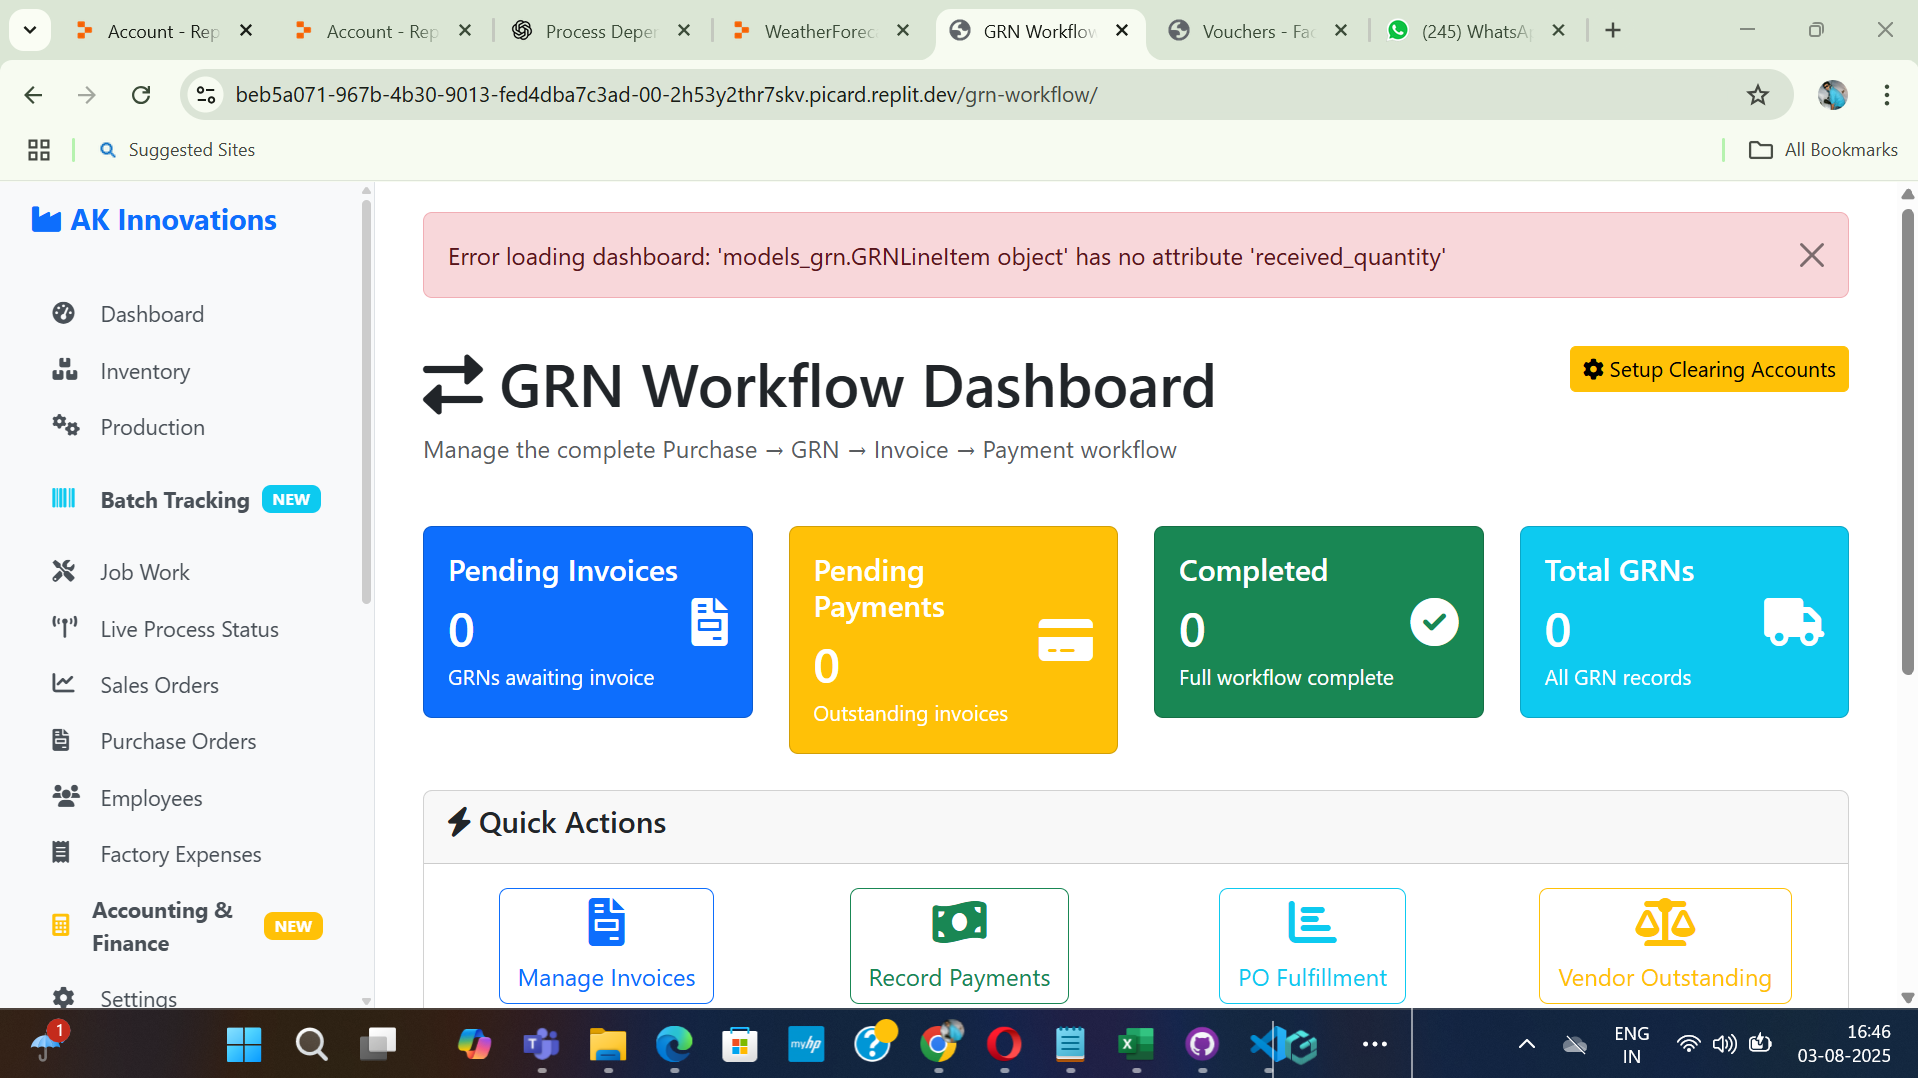 Account - Rep
Account - Rep
Process Deper
WeatherForec
GRN Workflow
Vouchers - Fac
(245) WhatsAp
beb5a071-967b-4b30-9013-fed4dba7c3ad-00-2h53y2thr7skv.picard.replit.dev/grn-workflow/
Suggested Sites
All Bookmarks
AK Innovations
Dashboard
Inventory
Production
Batch Tracking NEW
Job Work
Live Process Status
Sales Orders
Purchase Orders
Employees
Factory Expenses
Accounting &
Finance
NEW
Settings
Error loading dashboard: 'models_grn.GRNLineItem object' has no attribute 'received_quantity'
GRN Workflow Dashboard
Setup Clearing Accounts
Manage the complete Purchase → GRN → Invoice → Payment workflow
Pending Invoices
0
GRNs awaiting invoice
Pending
Payments
0
Outstanding invoices
Completed
0
Full workflow complete
Total GRNs
0
All GRN records
Quick Actions
Manage Invoices
Record Payments
PO Fulfillment
Vendor Outstanding
1
myhp
ENG
IN
16:46
03-08-2025